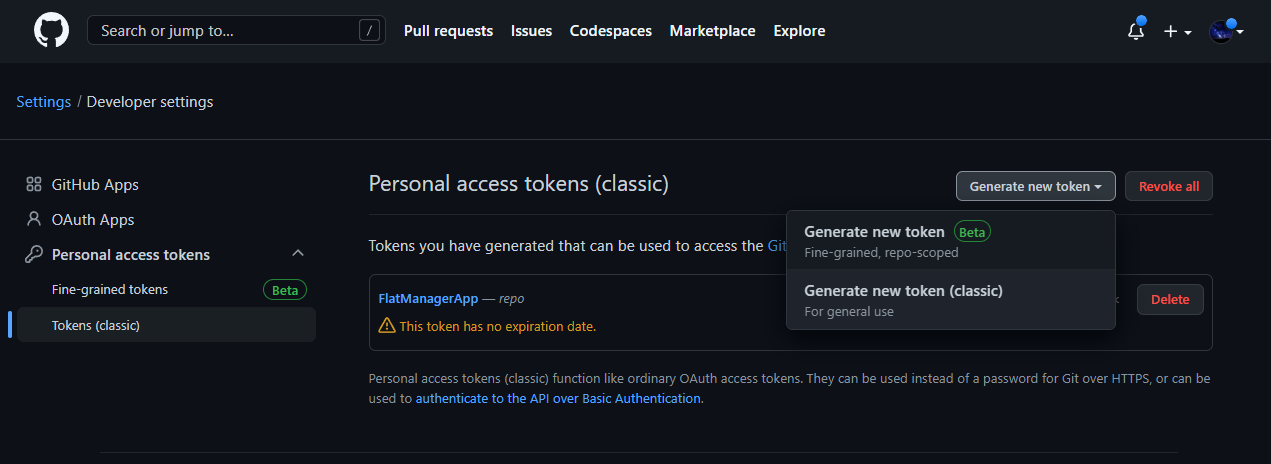 Search or jump to... / Pull requests Issues Codespaces Marketplace Explore
Settings / Developer settings
GitHub Apps
OAuth Apps
Personal access tokens
Fine-grained tokens Beta
Tokens (classic)
Personal access tokens (classic)
Generate new token Revoke all
Generate new token Beta
Fine-grained, repo-scoped
Generate new token (classic)
For general use
Tokens you have generated that can be used to access the
FlatManagerApp — repo
Delete
This token has no expiration date.
Personal access tokens (classic) function like ordinary OAuth access tokens. They can be used instead of a password for Git over HTTPS, or can be
used to authenticate to the API over Basic Authentication.